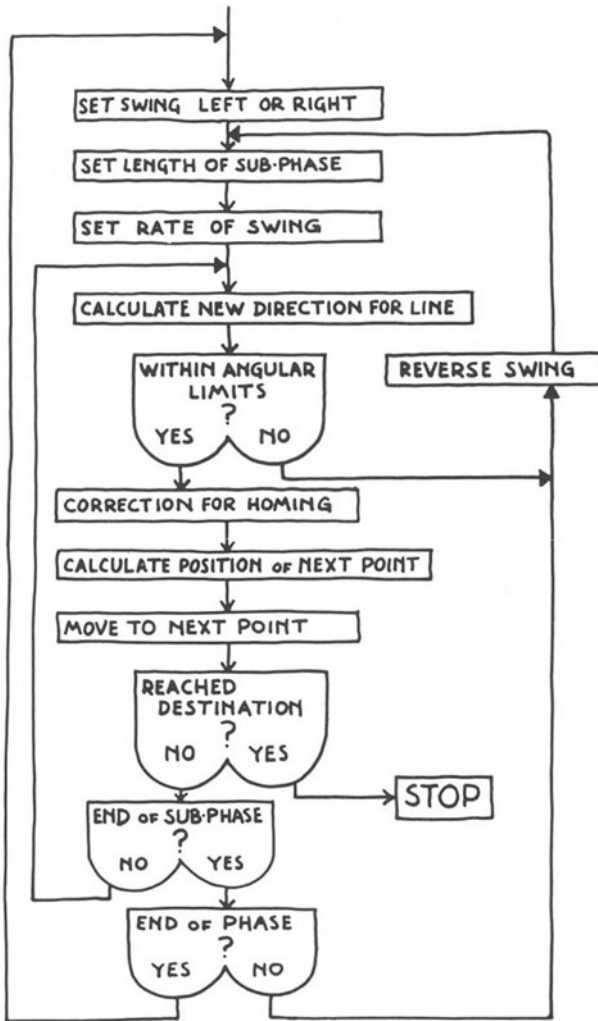 SET SWING LEFT OR RIGHT
SET LENGTH OF SUB·PHASE
SET RATE OF SWING
CALCULATE NEW DIRECTION FOR LINE
WITHIN ANGULAR
LIMITS
?
YES NO
REVERSE SWING
CORRECTION FOR HOMING
CALCULATE POSITION OF NEXT POINT
MOVE TO NEXT POINT
REACHED
DESTINATION
?
NO YES
STOP
END OF SUB·PHASE
?
NO YES
END OF PHASE
?
YES NO